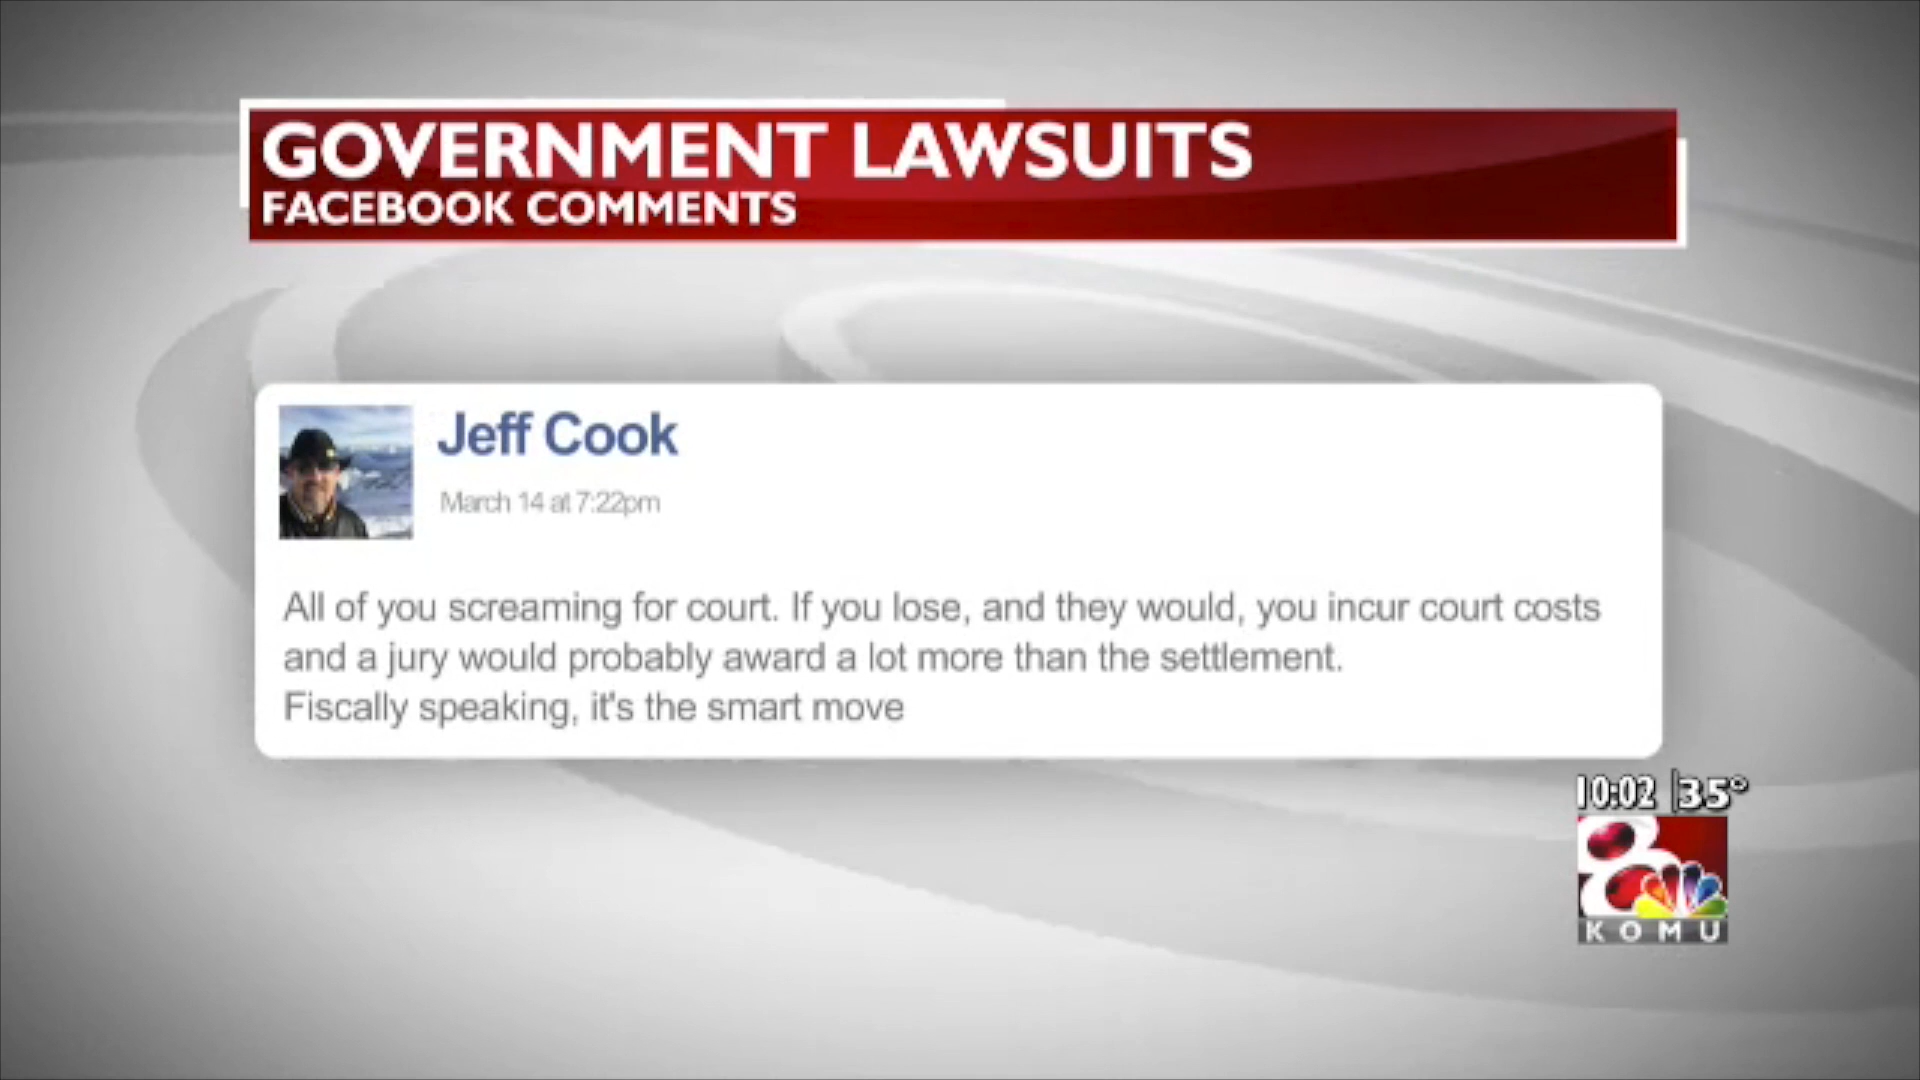 GOVERNMENT LAWSUITS
FACEBOOK COMMENTS
Jeff Cook
March 14 at 7:22pm
All of you screaming for court. If you lose, and they would, you incur court costs
and a jury would probably award a lot more than the settlement.
Fiscally speaking, it's the smart move
10:02 35°
8
KOMU